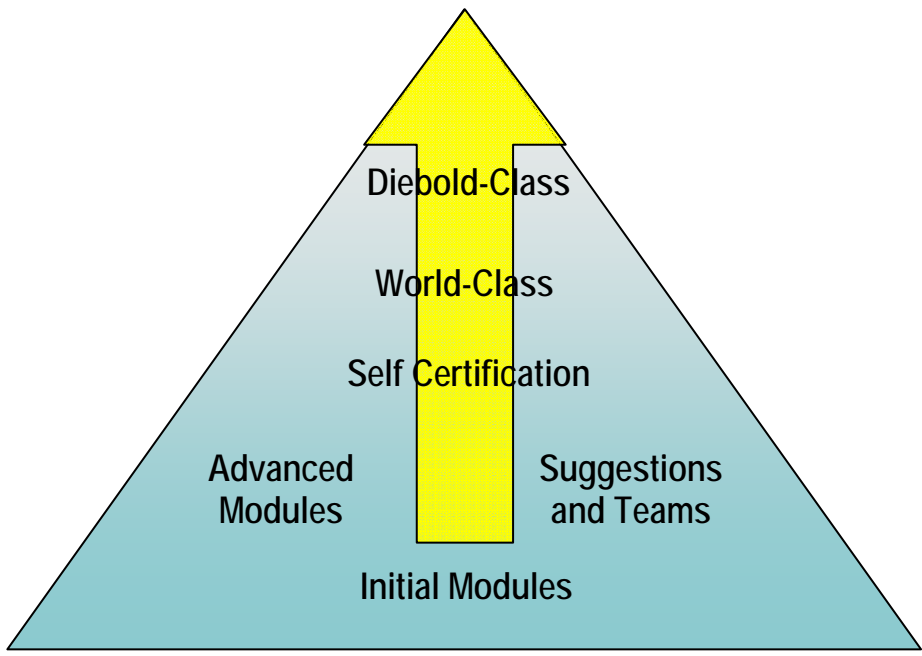 Diebold-Class
World-Class
Self Certification
Advanced
Modules
Suggestions
and Teams
Initial Modules